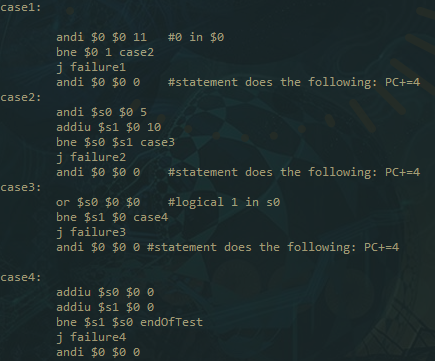 case1:
andi $0 $0 11 #0 in $0
bne $0 1 case2
j failure1
andi $0 $0 0 #statement does the following: PC+=4
case2:
andi $s0 $0 5
addiu $s1 $0 10
bne $s0 $s1 case3
j failure2
andi $0 $0 0 #statement does the following: PC+=4
case3:
or $s0 $0 $0 #logical 1 in s0
bne $s1 $0 case4
j failure3
andi $0 $0 0 #statement does the following: PC+=4
case4:
addiu $s0 $0 0
addiu $s1 $0 0
bne $s1 $s0 endOfTest
j failure4
andi $0 $0 0